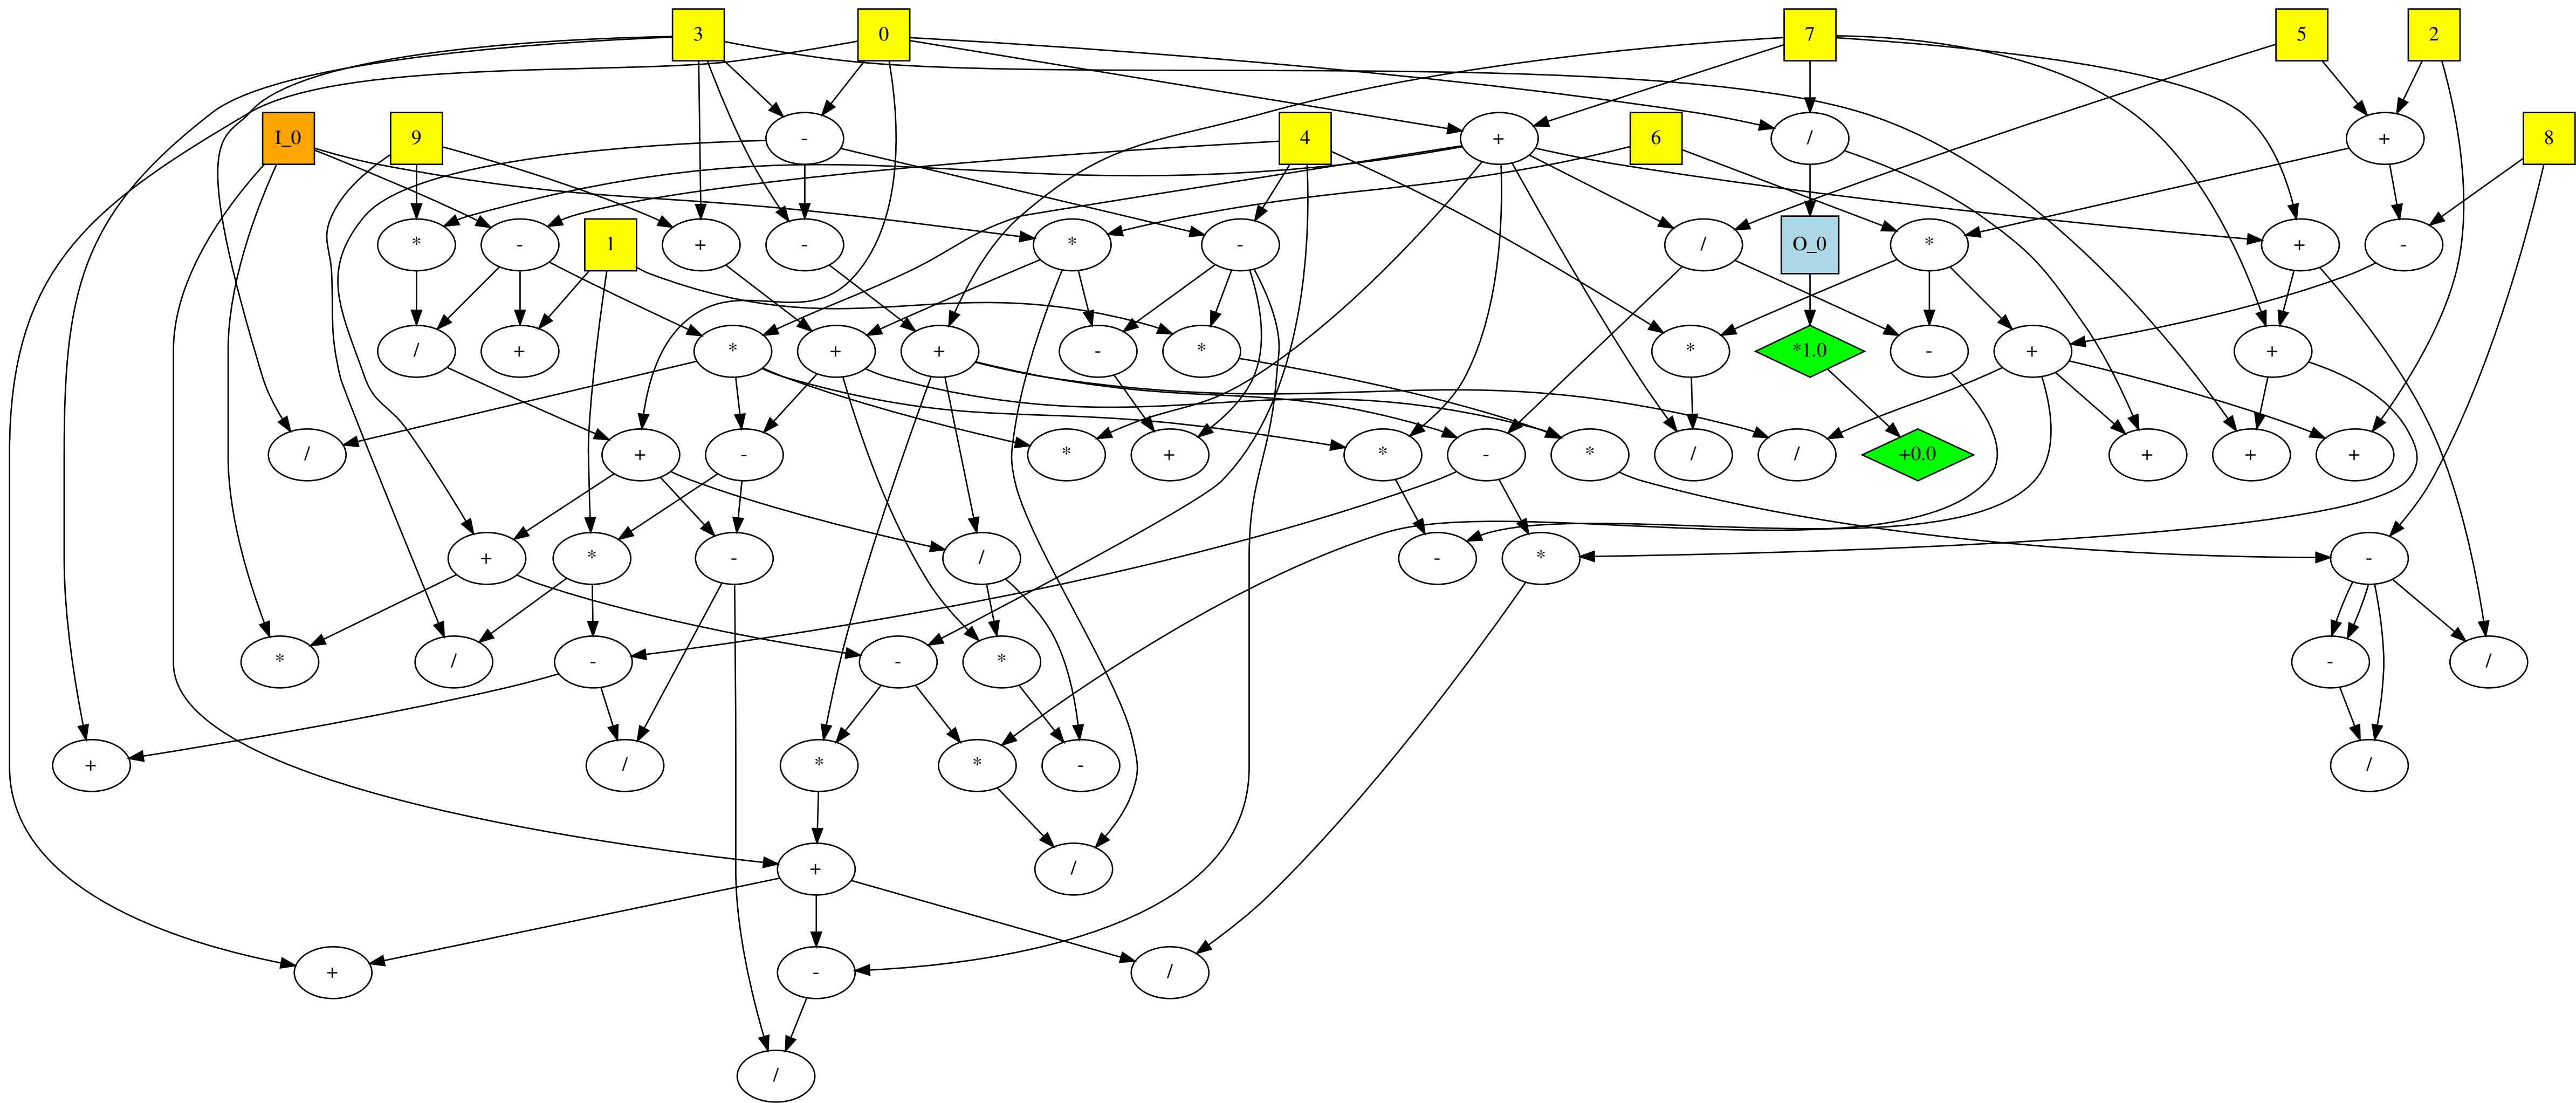 3 0 7 5 2
I_0 9 - 4 + 6 / + 8
* - 1 + - * - / O_0 * + -
/ + * + + - * * *1.0 - + +
/ + - * + * - * / / +0.0 + + +
+ * - / - * -
* / - - * - /
+ / * * - /
+ /
+ - /
/